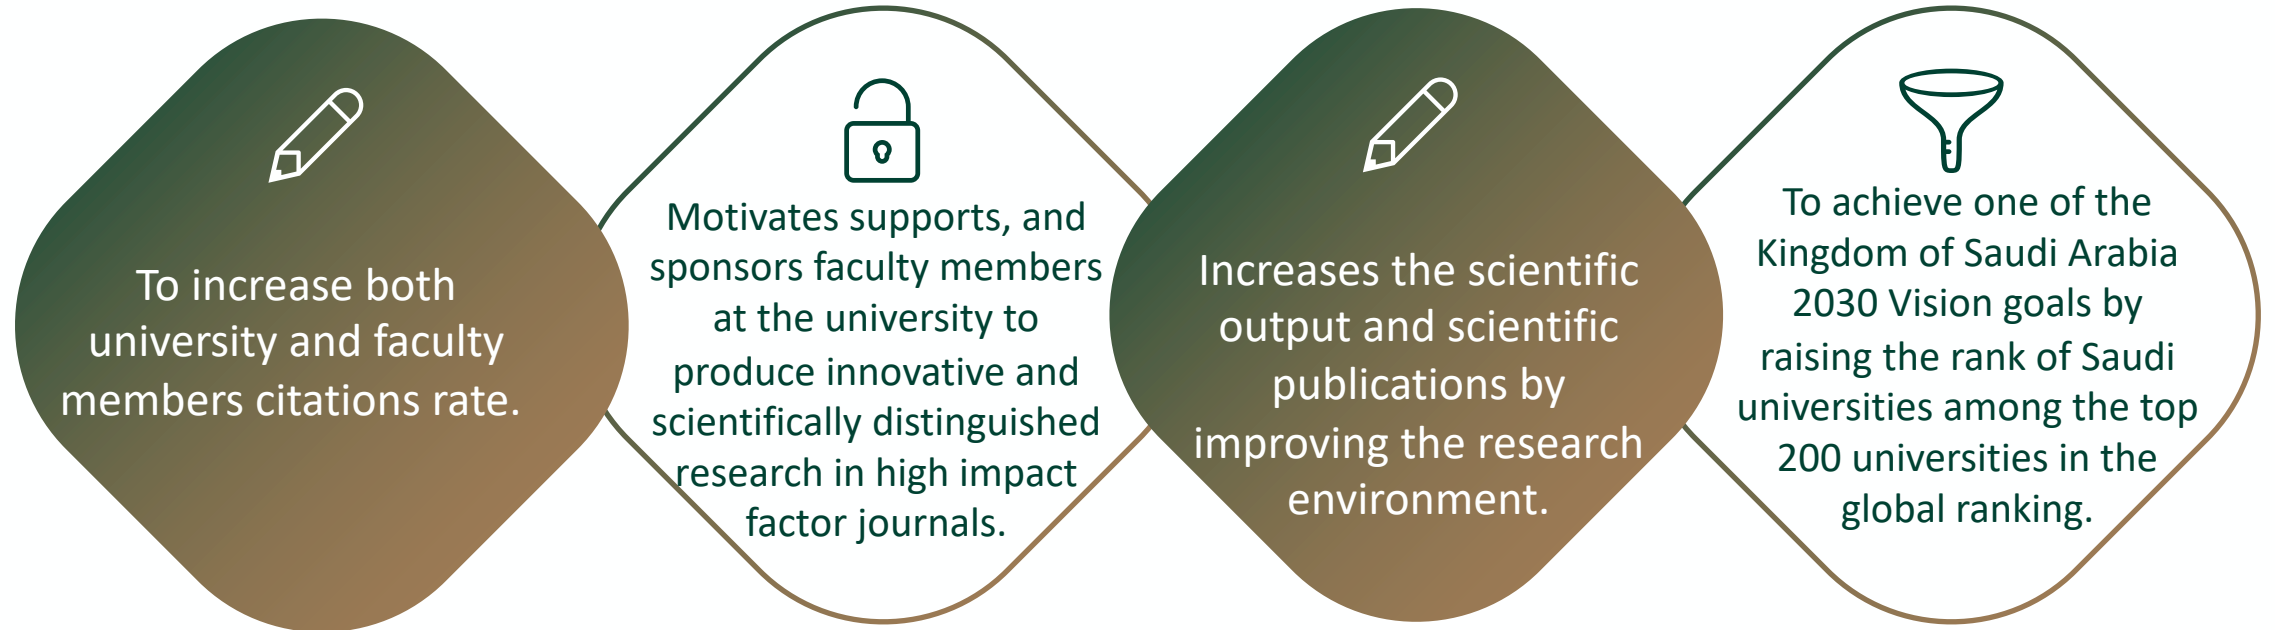 To increase both
university and faculty
members citations rate.
Motivates supports, and
sponsors faculty members
at the university to
produce innovative and
scientifically distinguished
research in high impact
factor journals.
Increases the scientific
output and scientific
publications by
improving the research
environment.
To achieve one of the
Kingdom of Saudi Arabia
2030 Vision goals by
raising the rank of Saudi
universities among the top
200 universities in the
global ranking.